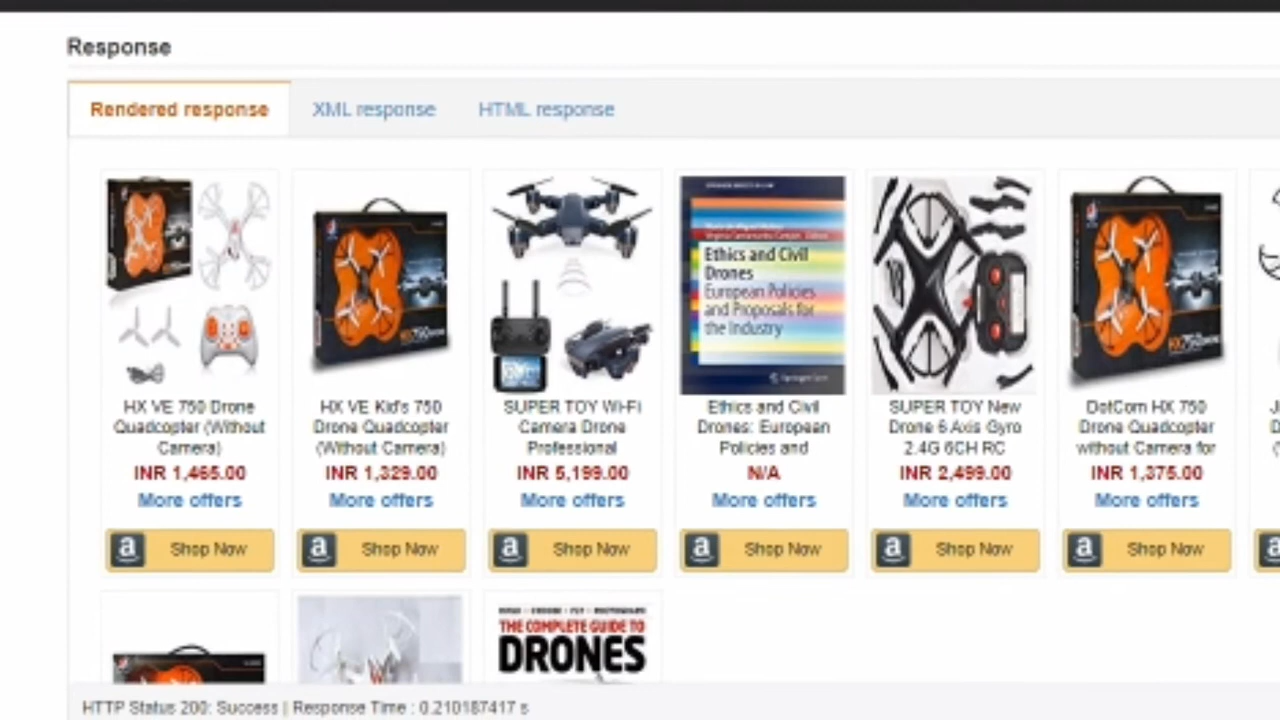 Response
Rendered response XML response HTML response
Ethics and Civil
Drones
European Policies
and Proposals for
the Industry
Springer
HX VE 750 Drone
Quadcopter (Without
Camera)
INR 1,465.00
More offers
Shop Now
HX VE Kid's 750
Drone Quadcopter
(Without Camera)
INR 1,329.00
More offers
Shop Now
SUPER TOY Wi-Fi
Camera Drone
Professional
INR 5,199.00
More offers
Shop Now
Ethics and Civil
Drones: European
Policies and
N/A
More offers
Shop Now
SUPER TOY New
Drone 6 Axis Gyro
2.4G 6CH RC
INR 2,499.00
More offers
Shop Now
DotCom HX 750
Drone Quadcopter
without Camera for
INR 1,375.00
More offers
Shop Now
THE COMPLETE GUIDE TO
DRONES
HTTP Status 200: Success | Response Time : 0.210187417 s